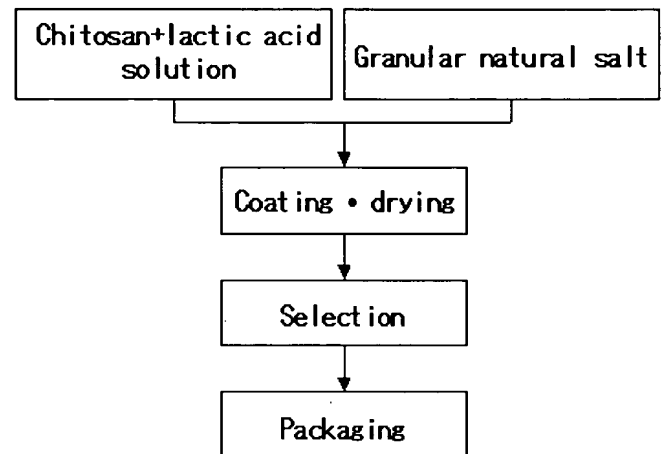 Chitosan+lactic acid
solution
Granular natural salt
Coating • drying
Selection
Packaging